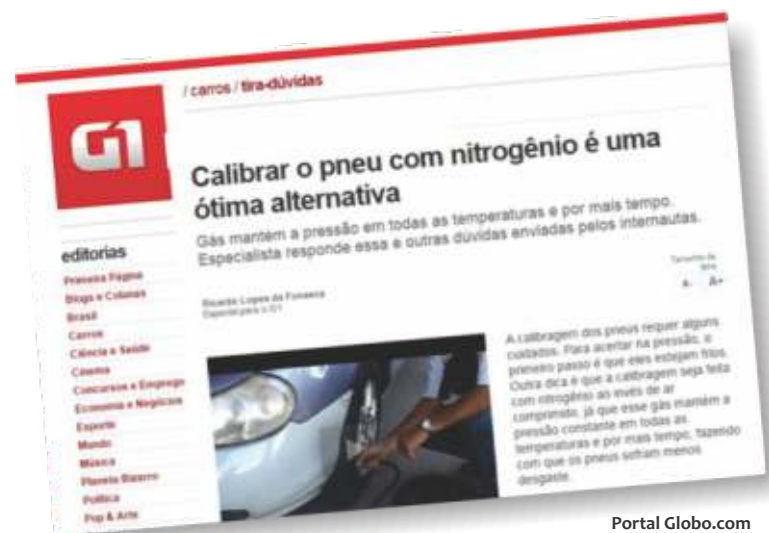 / carros / tira-dúvidas
G1
Calibrar o pneu com nitrogênio é uma
ótima alternativa
Gás mantém a pressão em todas as temperaturas e por mais tempo.
Especialista responde essa e outras dúvidas enviadas pelos internautas.
editorias
Primeira Página
Blogs e Colunas
Brasil
Carros
Ciência e Saúde
Cinema
Concursos e Emprego
Economia e Negócios
Esporte
Mundo
Música
Planeta Bizarro
Política
Pop & Arte
Ricardo Lopes da Fonseca
Especial para o G1
Tamanho da
letra
A- A+
A calibragem dos pneus requer alguns
cuidados. Para acertar na pressão, o
primeiro passo é que eles estejam frios.
Outra dica é que a calibragem seja feita
com nitrogênio ao invés de ar
comprimido, já que esse gás mantém a
pressão constante em todas as
temperaturas e por mais tempo, fazendo
com que os pneus sofram menos
desgaste.
Portal Globo.com